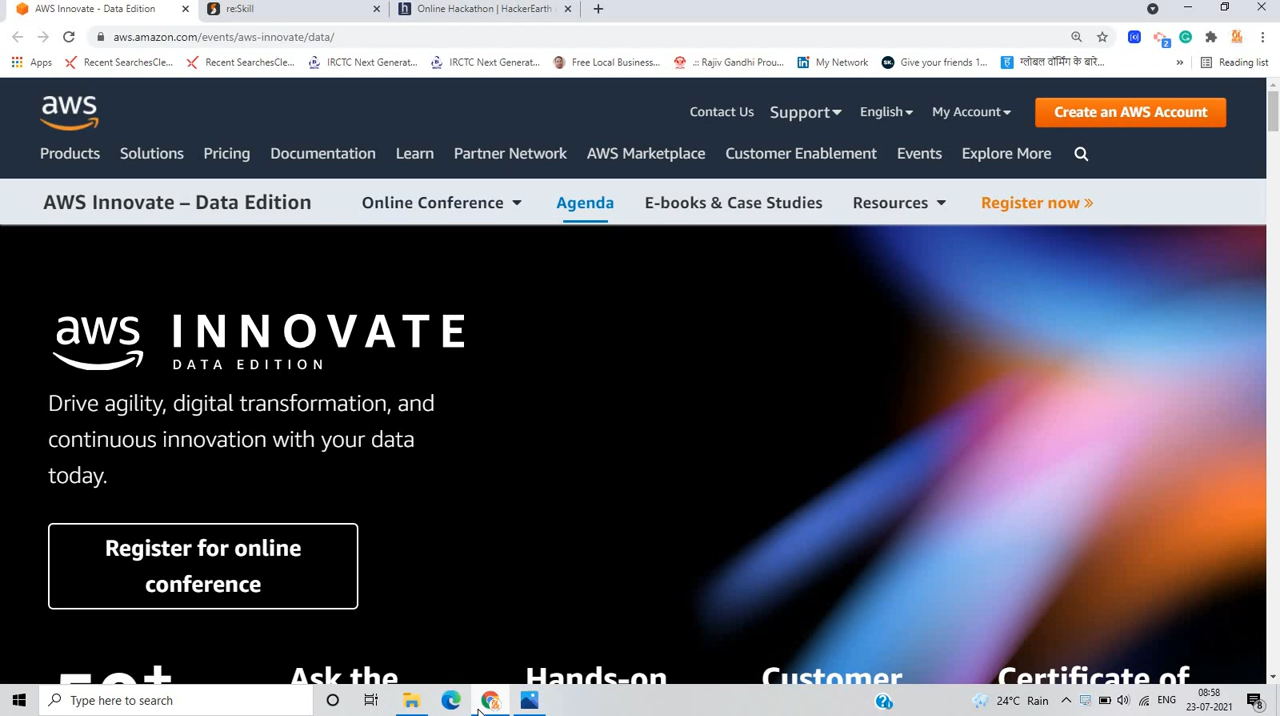 AWS Innovate - Data Edition
re:Skill
Online Hackathon | HackerEarth
aws.amazon.com/events/aws-innovate/data/
2
Apps
Recent SearchesCle...
Recent SearchesCle...
IRCTC Next Generat...
IRCTC Next Generat...
Free Local Business...
.:: Rajiv Gandhi Prou...
in
My Network
SK.
Give your friends 1...
हि
ग्लोबल वॉर्मिंग के बारे...
»
Reading list
aws
Contact Us
Support
English
My Account
Create an AWS Account
Products
Solutions
Pricing
Documentation
Learn
Partner Network
AWS Marketplace
Customer Enablement
Events
Explore More
AWS Innovate – Data Edition
Online Conference
Agenda
E-books & Case Studies
Resources
Register now »
aws INNOVATE
DATA EDITION
Drive agility, digital transformation, and
continuous innovation with your data
today.
Register for online
conference
50+
Ask the
Hands-on
Customer
Certificate of
Type here to search
24°C Rain
ENG
08:58
23-07-2021
8